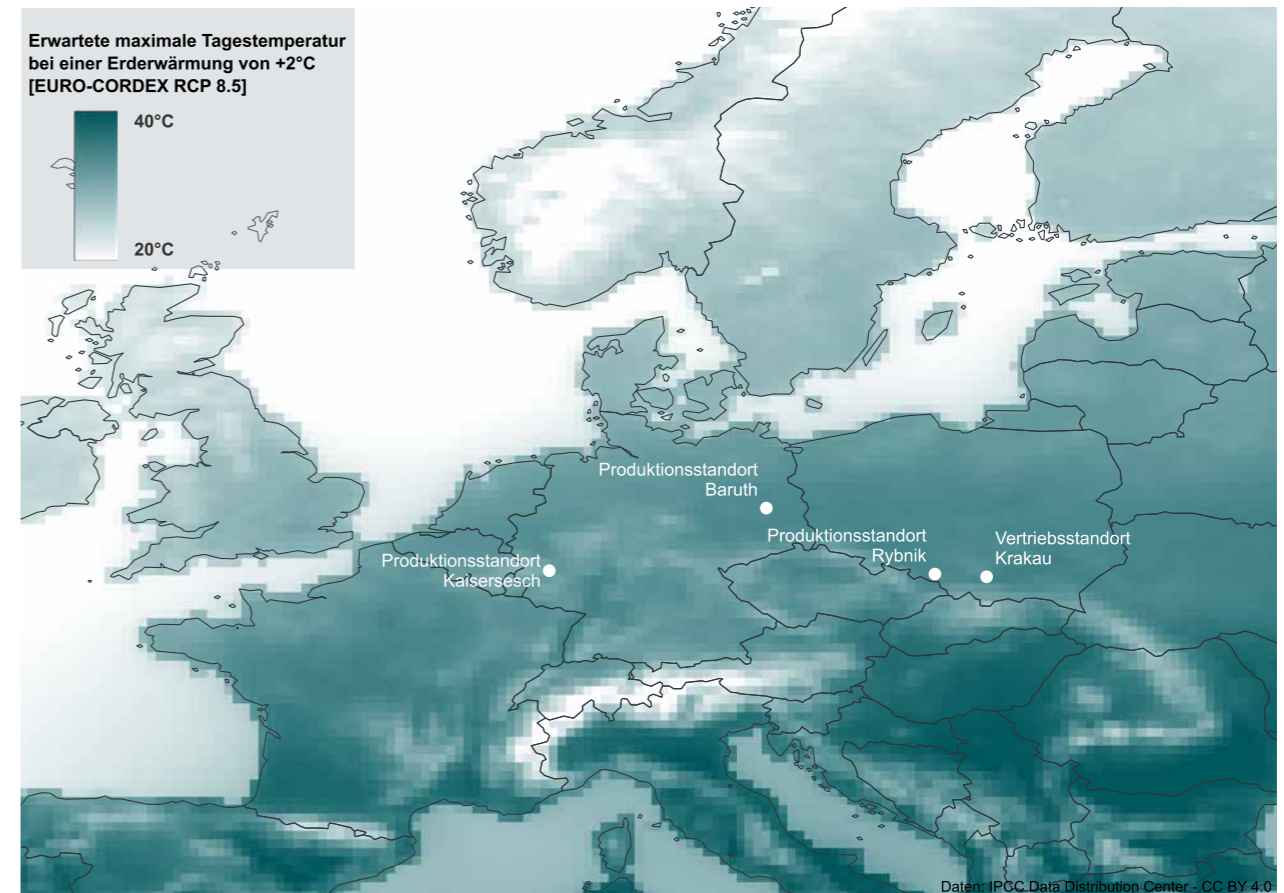 Erwartete maximale Tagestemperatur
bei einer Erderwärmung von +2°C
[EURO-CORDEX RCP 8.5]
40°C
20°C
Produktionsstandort
Baruth
Produktionsstandort
Rybnik
Vertriebsstandort
Krakau
Produktionsstandort
Kaisersesch
Daten: IPCC Data Distribution Center - CC BY 4.0